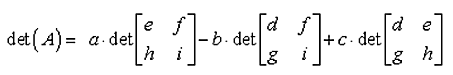 det(A) = a · det[e f; h i] − b · det[d f; g i] + c · det[d e; g h]